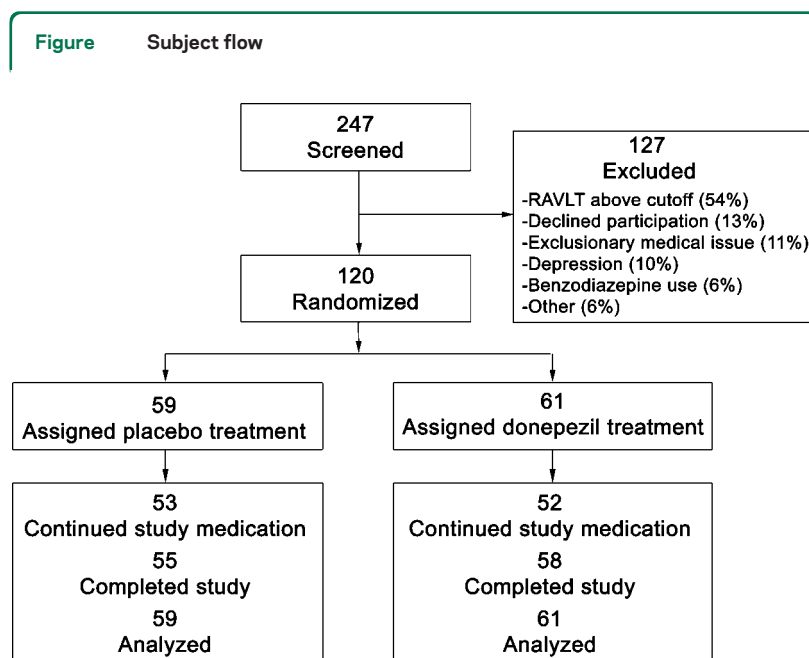 Figure Subject flow
247
Screened
127
Excluded
-RAVLT above cutoff (54%)
-Declined participation (13%)
-Exclusionary medical issue (11%)
-Depression (10%)
-Benzodiazepine use (6%)
-Other (6%)
120
Randomized
59
Assigned placebo treatment
61
Assigned donepezil treatment
53
Continued study medication
55
Completed study
59
Analyzed
52
Continued study medication
58
Completed study
61
Analyzed